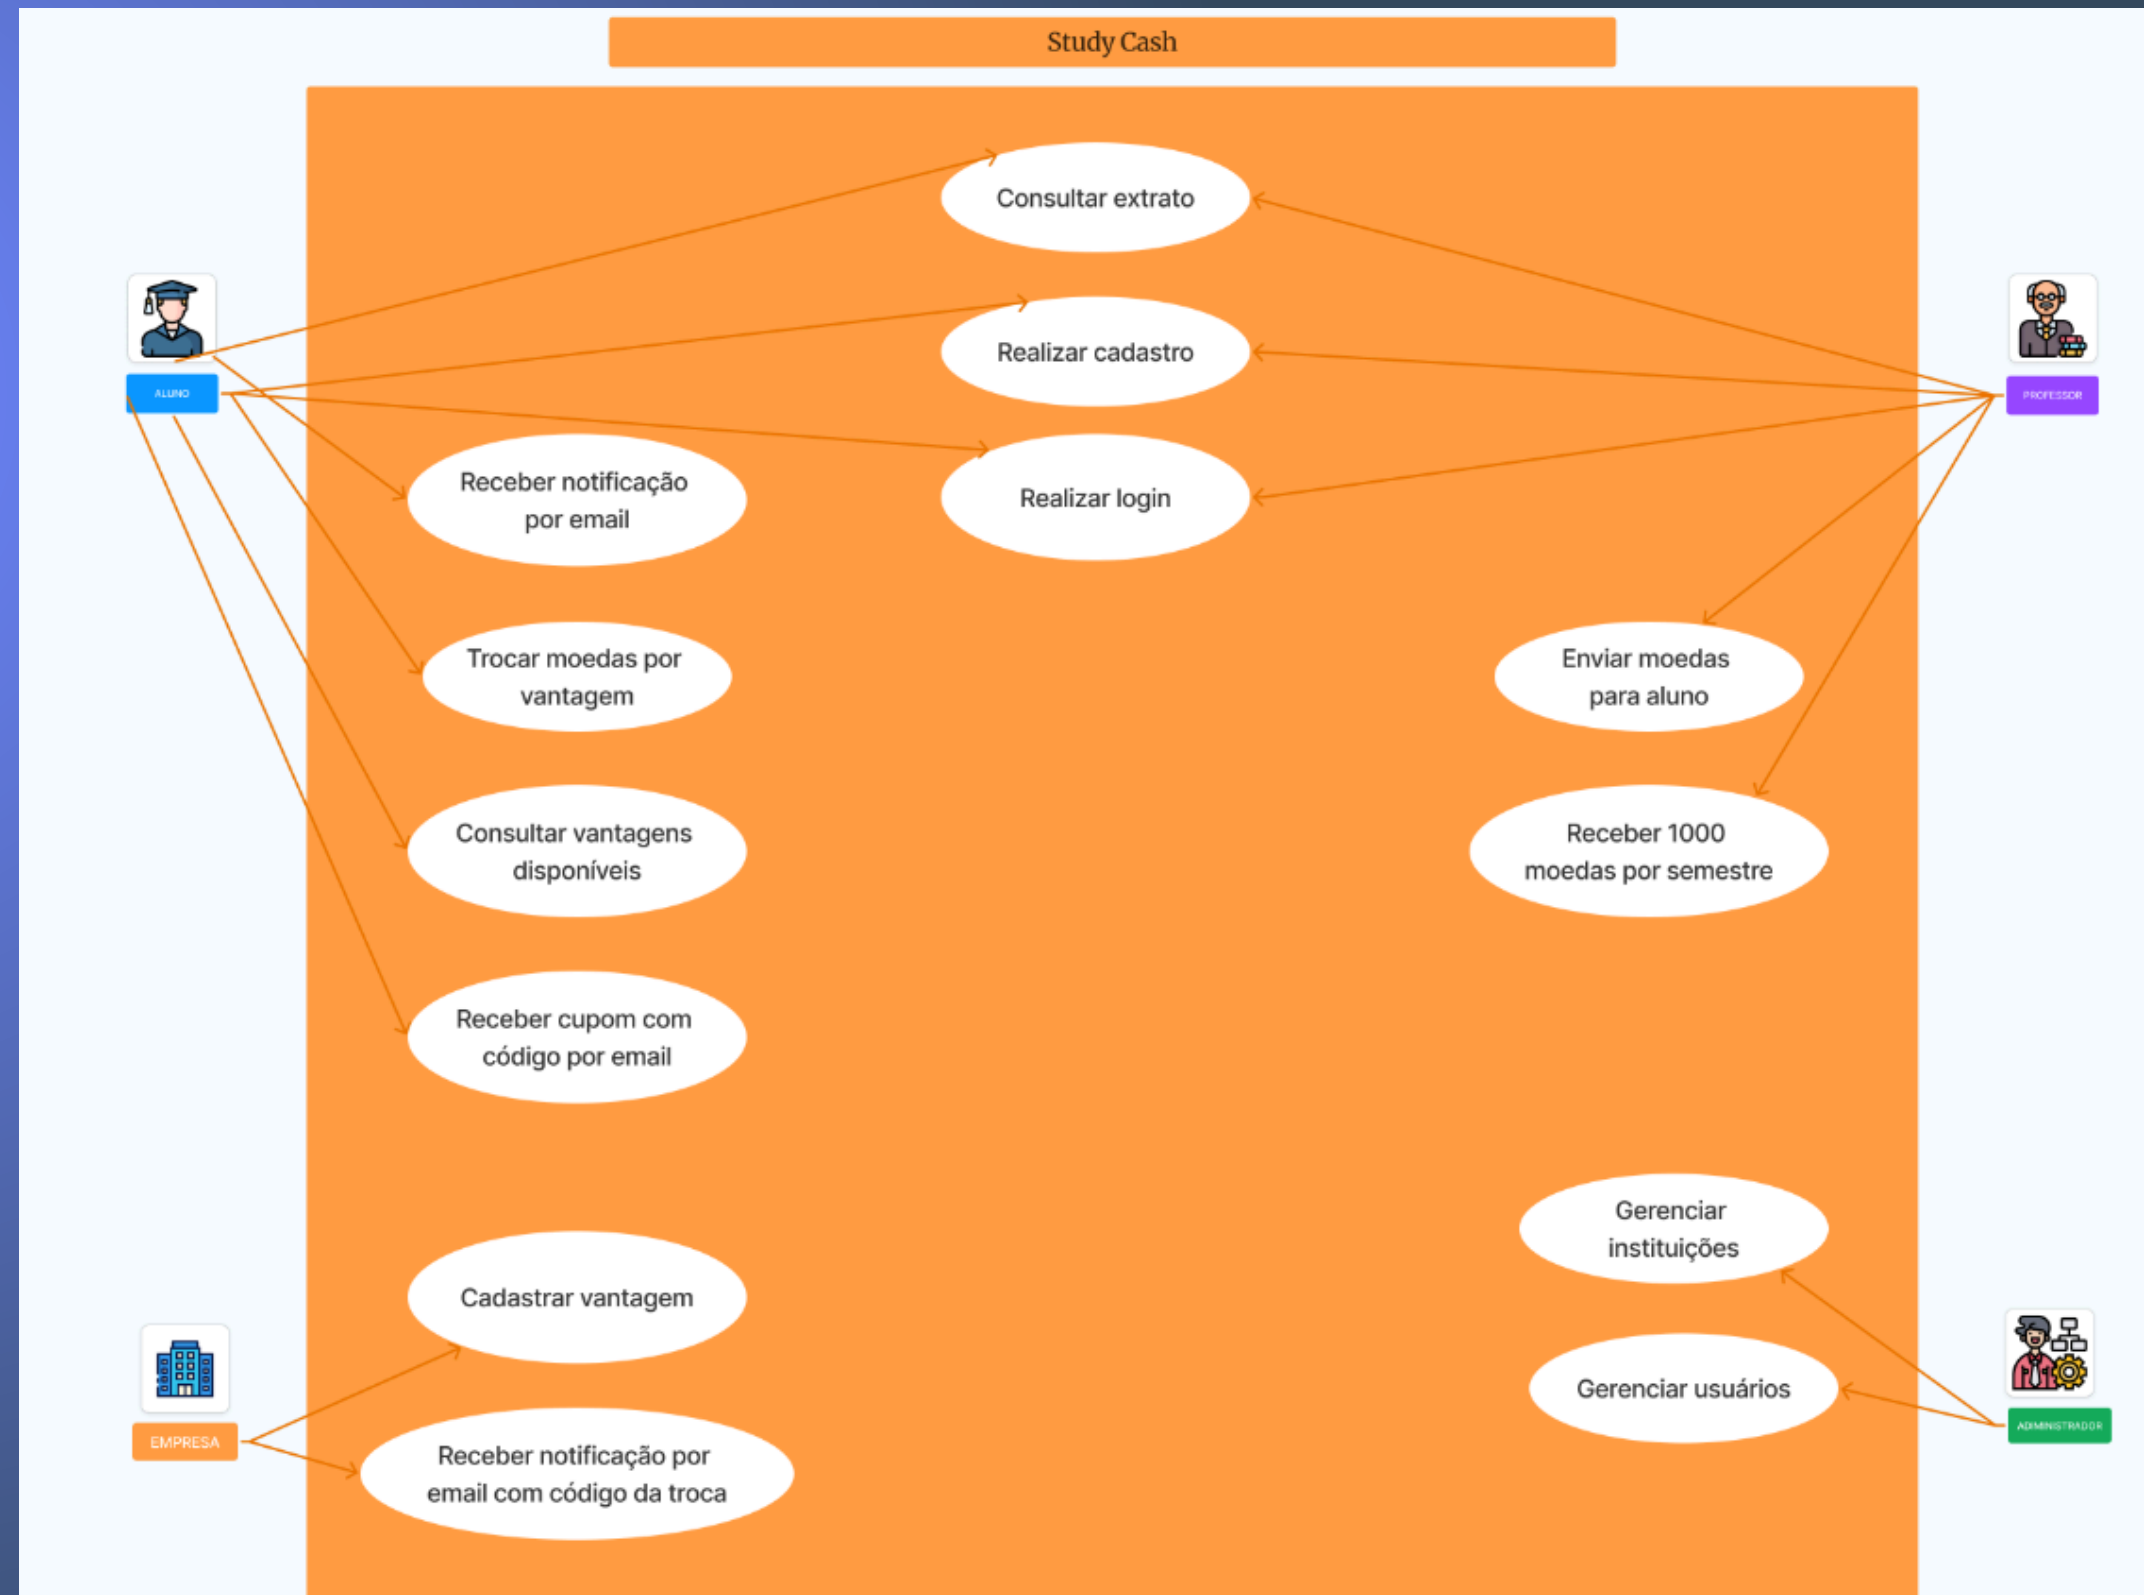 Study Cash
Consultar extrato
Realizar cadastro
ALUNO
PROFESSOR
Receber notificação
por email
Realizar login
Trocar moedas por
vantagem
Enviar moedas
para aluno
Consultar vantagens
disponíveis
Receber 1000
moedas por semestre
Receber cupom com
código por email
Gerenciar
instituições
Cadastrar vantagem
Gerenciar usuários
EMPRESA
ADIMINISTRADOR
Receber notificação por
email com código da troca